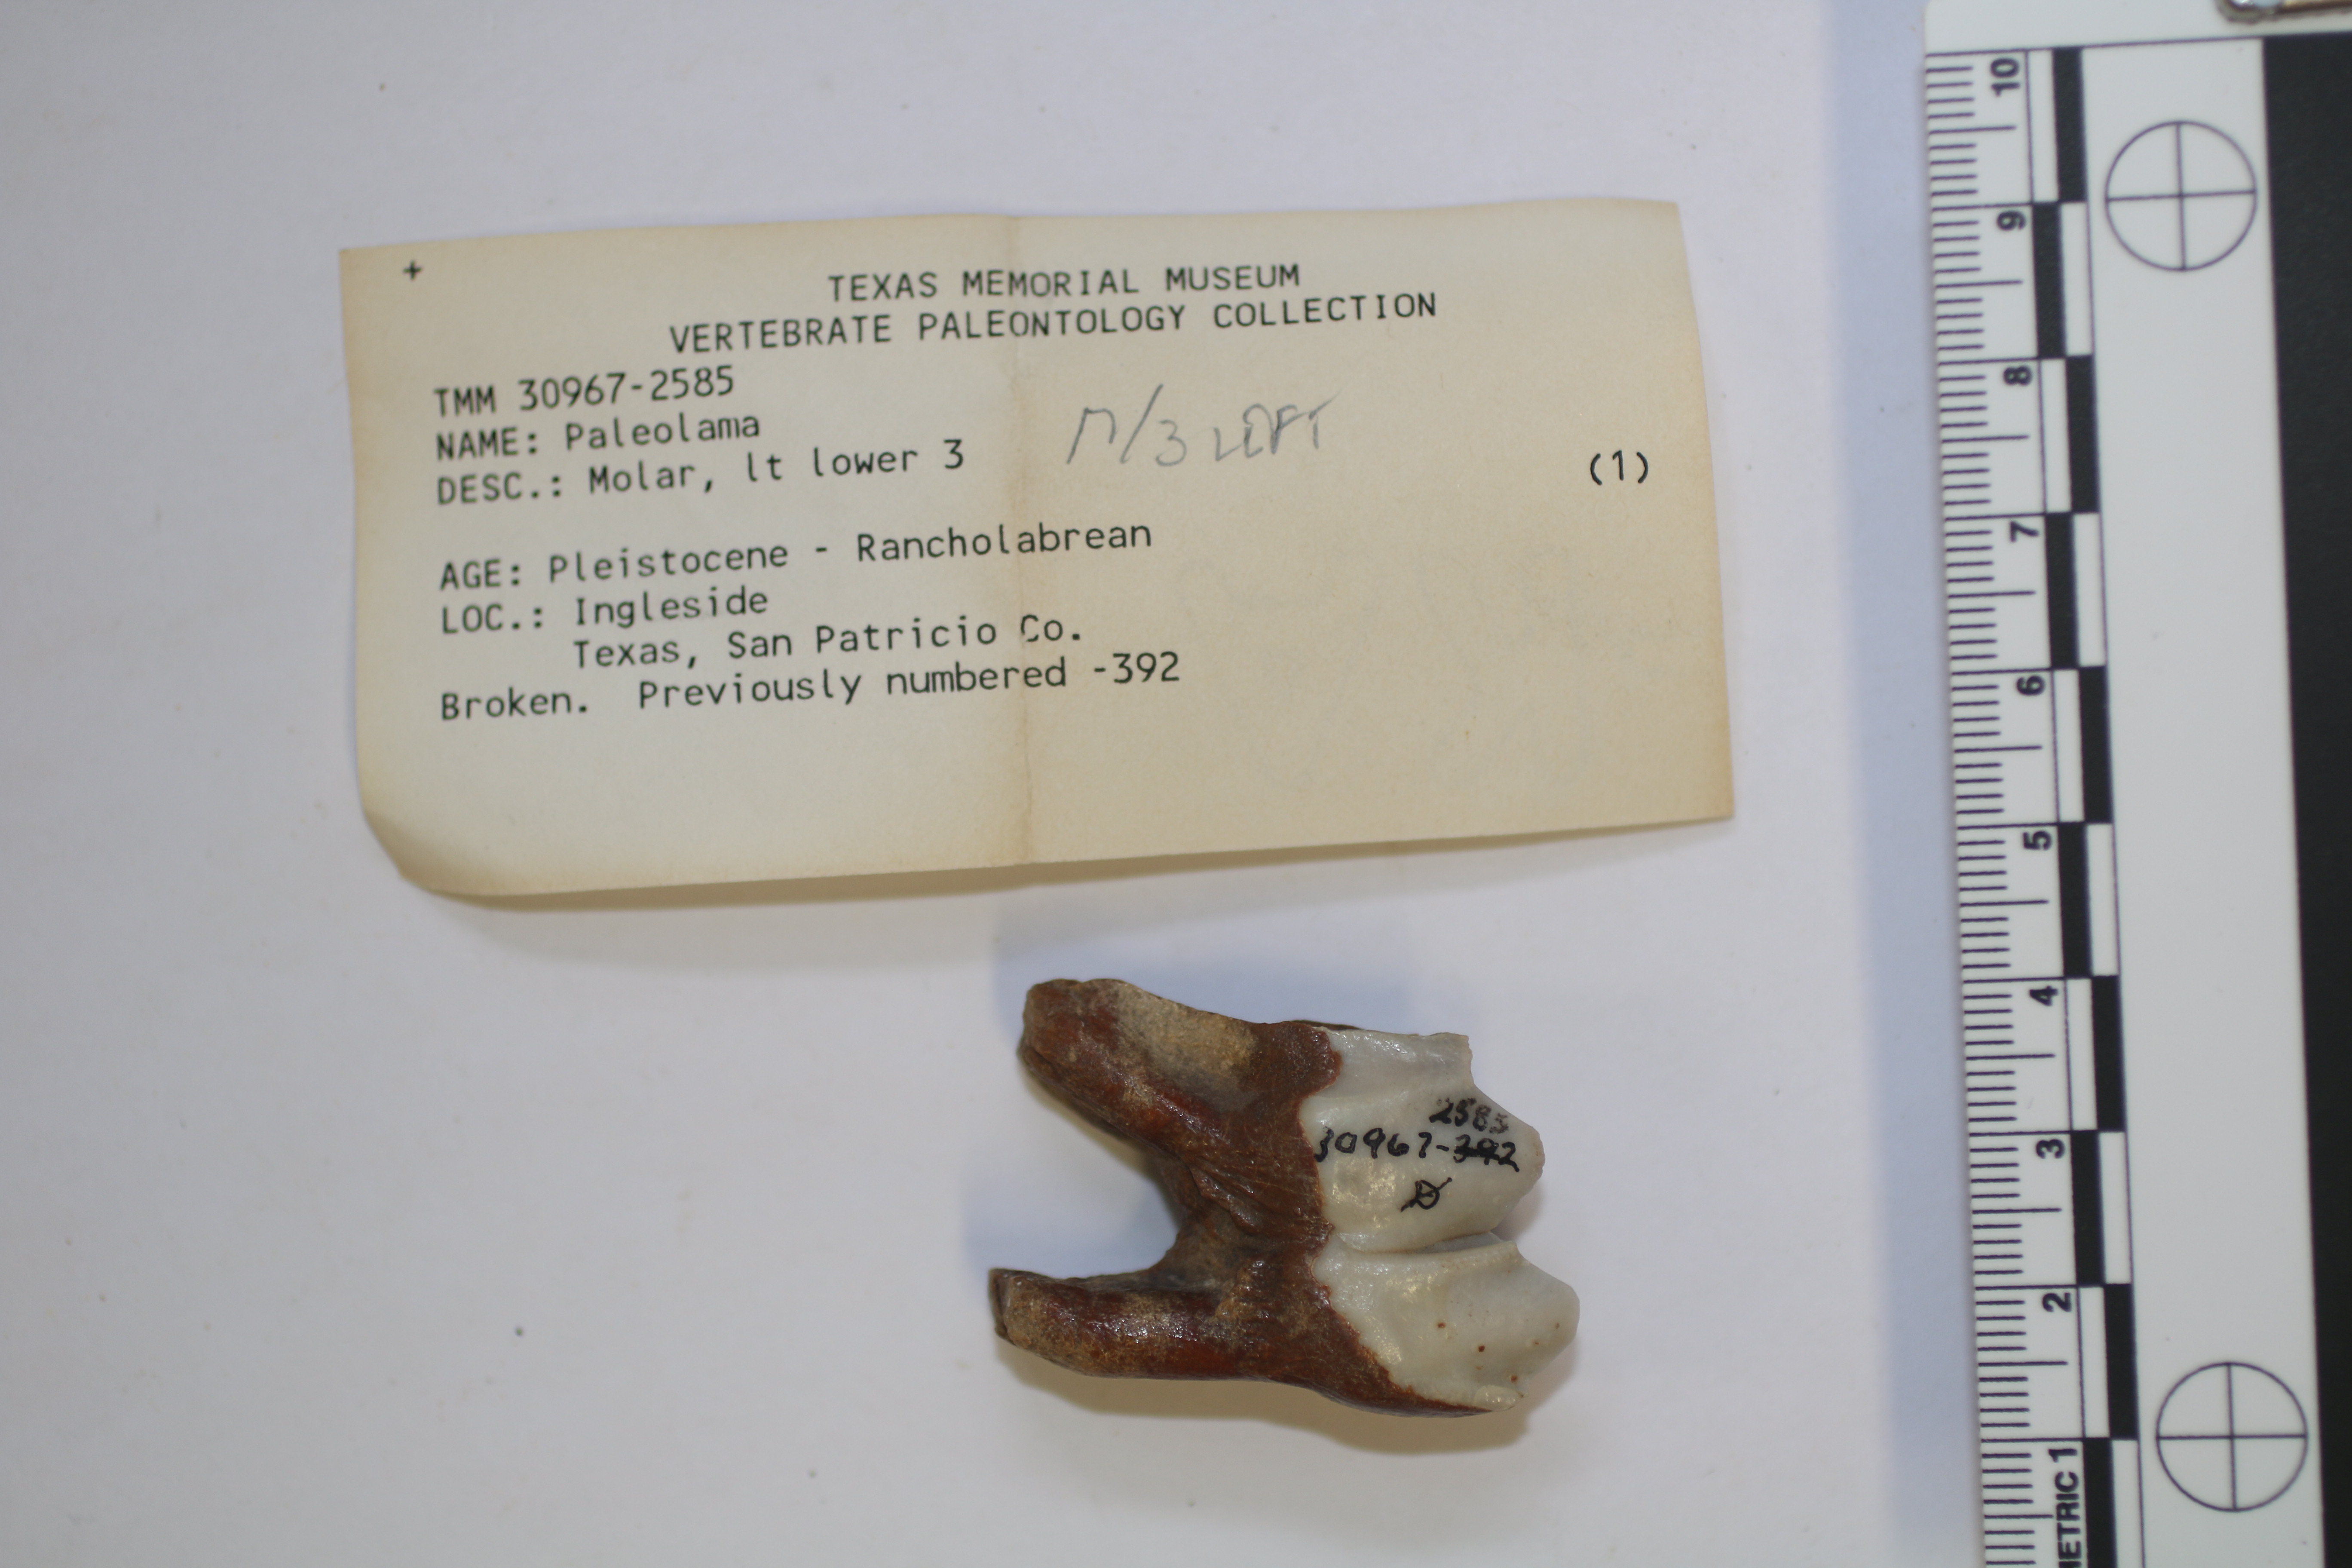 +
TEXAS MEMORIAL MUSEUM
VERTEBRATE PALEONTOLOGY COLLECTION
TMM 30967-2585
NAME: Paleolama
M/3 LEFT
DESC.: Molar, lt lower 3
(1)
AGE: Pleistocene - Rancholabrean
LOC.: Ingleside
Texas, San Patricio Co.
Broken. Previously numbered -392
2585
30967-392
10
9
8
7
6
5
4
3
2
1
ETRIC